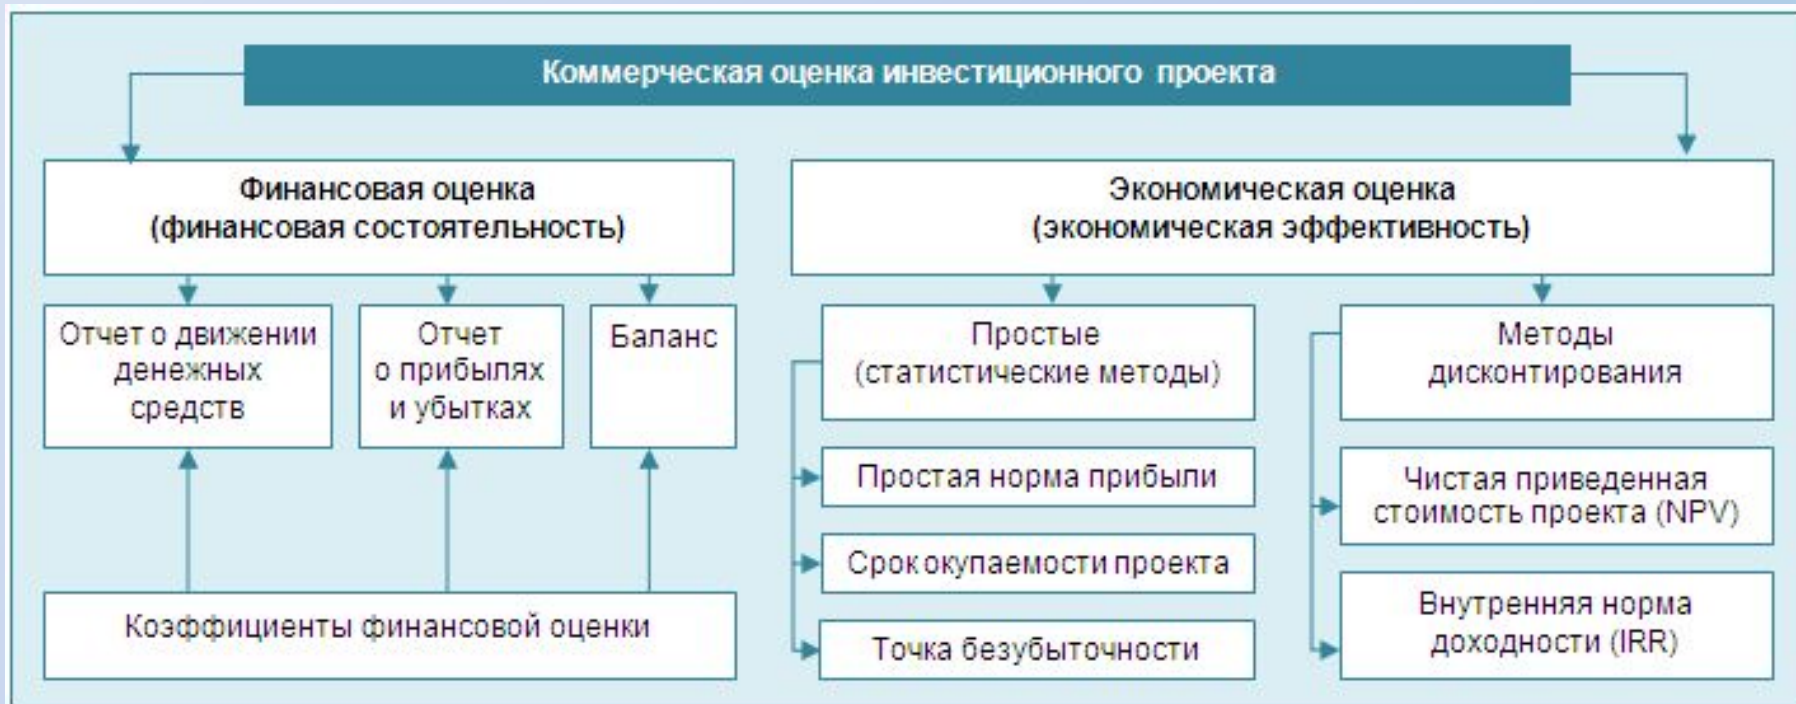 Коммерческая оценка инвестиционного проекта
Финансовая оценка
(финансовая состоятельность)
Экономическая оценка
(экономическая эффективность)
Отчет о движении
денежных
средств
Отчет
о прибылях
и убытках
Баланс
Коэффициенты финансовой оценки
Простые
(статистические методы)
Простая норма прибыли
Срок окупаемости проекта
Точка безубыточности
Методы
дисконтирования
Чистая приведенная
стоимость проекта (NPV)
Внутренняя норма
доходности (IRR)